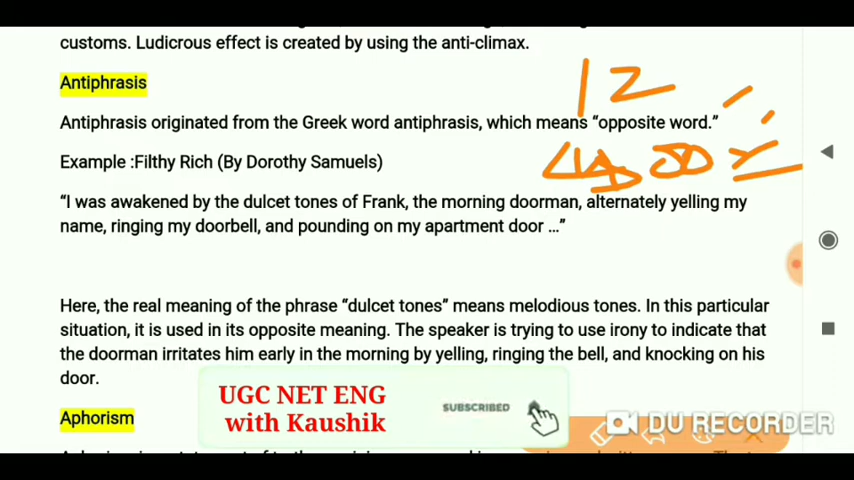 customs. Ludicrous effect is created by using the anti-climax.
Antiphrasis
12
Antiphrasis originated from the Greek word antiphrasis, which means “opposite word.”
Example :Filthy Rich (By Dorothy Samuels)
“I was awakened by the dulcet tones of Frank, the morning doorman, alternately yelling my
name, ringing my doorbell, and pounding on my apartment door ...”
Here, the real meaning of the phrase “dulcet tones” means melodious tones. In this particular
situation, it is used in its opposite meaning. The speaker is trying to use irony to indicate that
the doorman irritates him early in the morning by yelling, ringing the bell, and knocking on his
door.
UGC NET ENG
with Kaushik
SUBSCRIBED
Aphorism
DU RECORDER